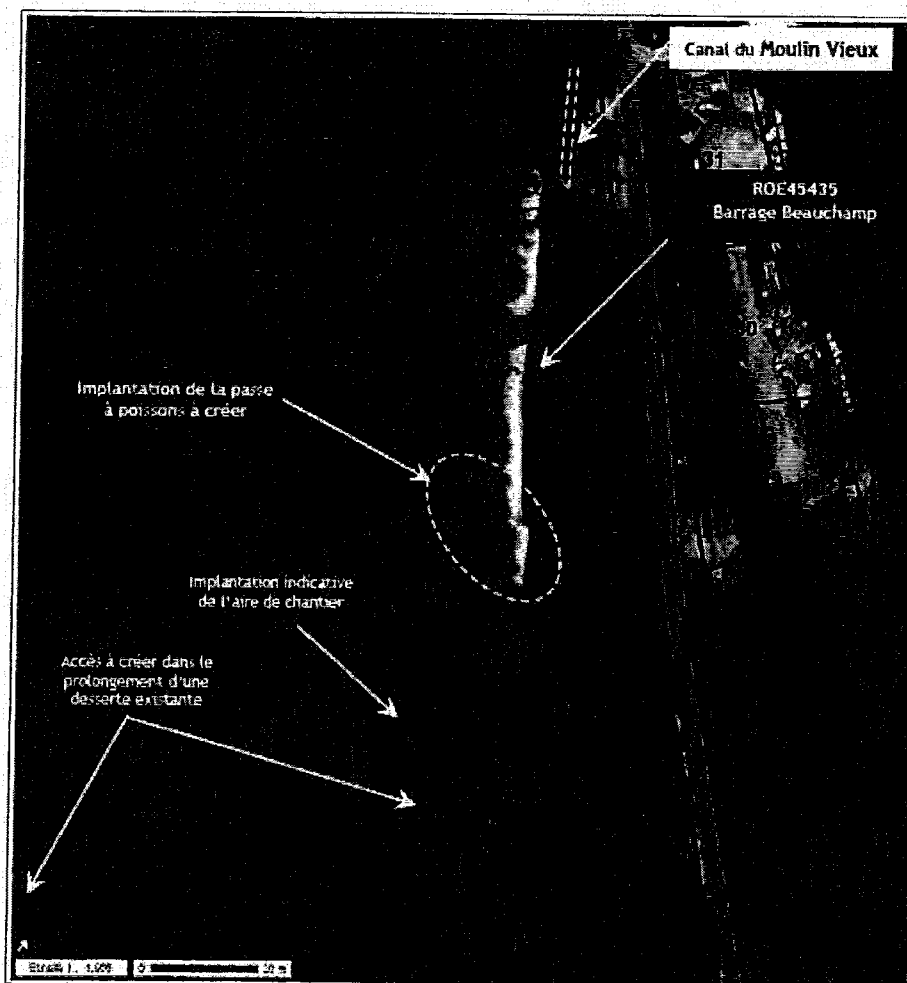 Canal du Moulin Vieux
ROE45435
Barrage Beauchamp
Implantation de la passe
à poissons à créer
Implantation indicative
de l'aire de chantier
Accès à créer dans le
prolongement d'une
desserte existante
0